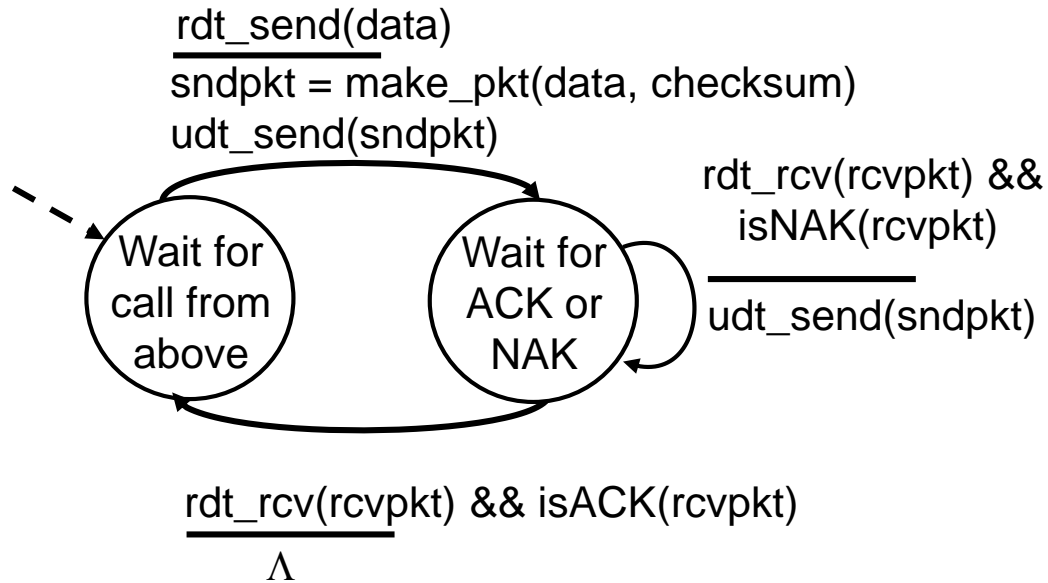 rdt_send(data)
sndpkt = make_pkt(data, checksum)
udt_send(sndpkt)
rdt_rcv(rcvpkt) &&
isNAK(rcvpkt)
udt_send(sndpkt)
Wait for
call from
above
Wait for
ACK or
NAK
rdt_rcv(rcvpkt) && isACK(rcvpkt)
Λ